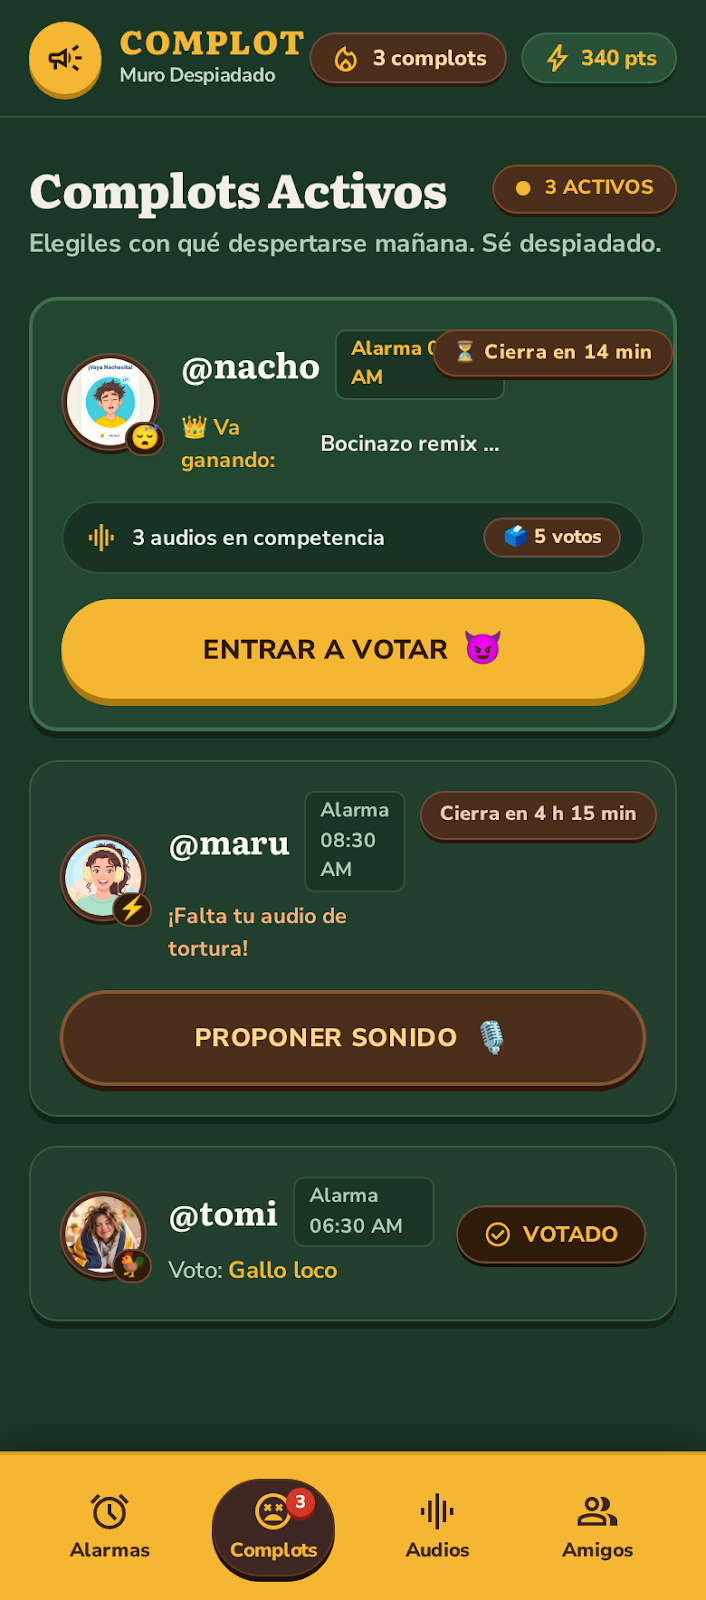 COMPLOT
Muro Despiadado
3 complots
340 pts
Complots Activos
3 ACTIVOS
Elegiles con qué despertarse mañana. Sé despiadado.
¡Vaya Nochecita!
@nacho
Alarma
AM
⏳ Cierra en 14 min
👑 Va
ganando:
Bocinazo remix ...
3 audios en competencia
🗳️ 5 votos
ENTRAR A VOTAR 😈
@maru
Alarma
08:30
AM
Cierra en 4 h 15 min
¡Falta tu audio de
tortura!
PROPONER SONIDO 🎙️
@tomi
Alarma
06:30 AM
VOTADO
Voto: Gallo loco
3
Alarmas
Complots
Audios
Amigos